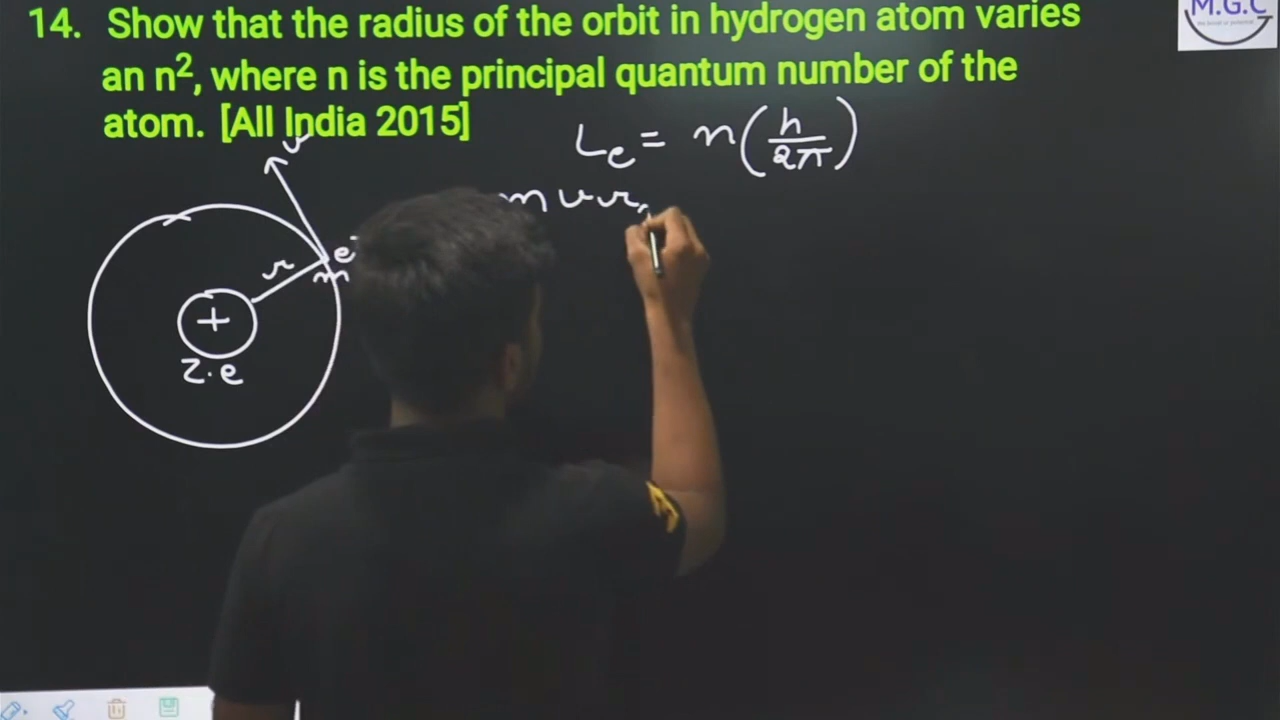 14. Show that the radius of the orbit in hydrogen atom varies
an n², where n is the principal quantum number of the
atom. [All India 2015]
M.G.C
L_e = n(h/2π)
mvr
v
e⁻
r
m
+
Z·e